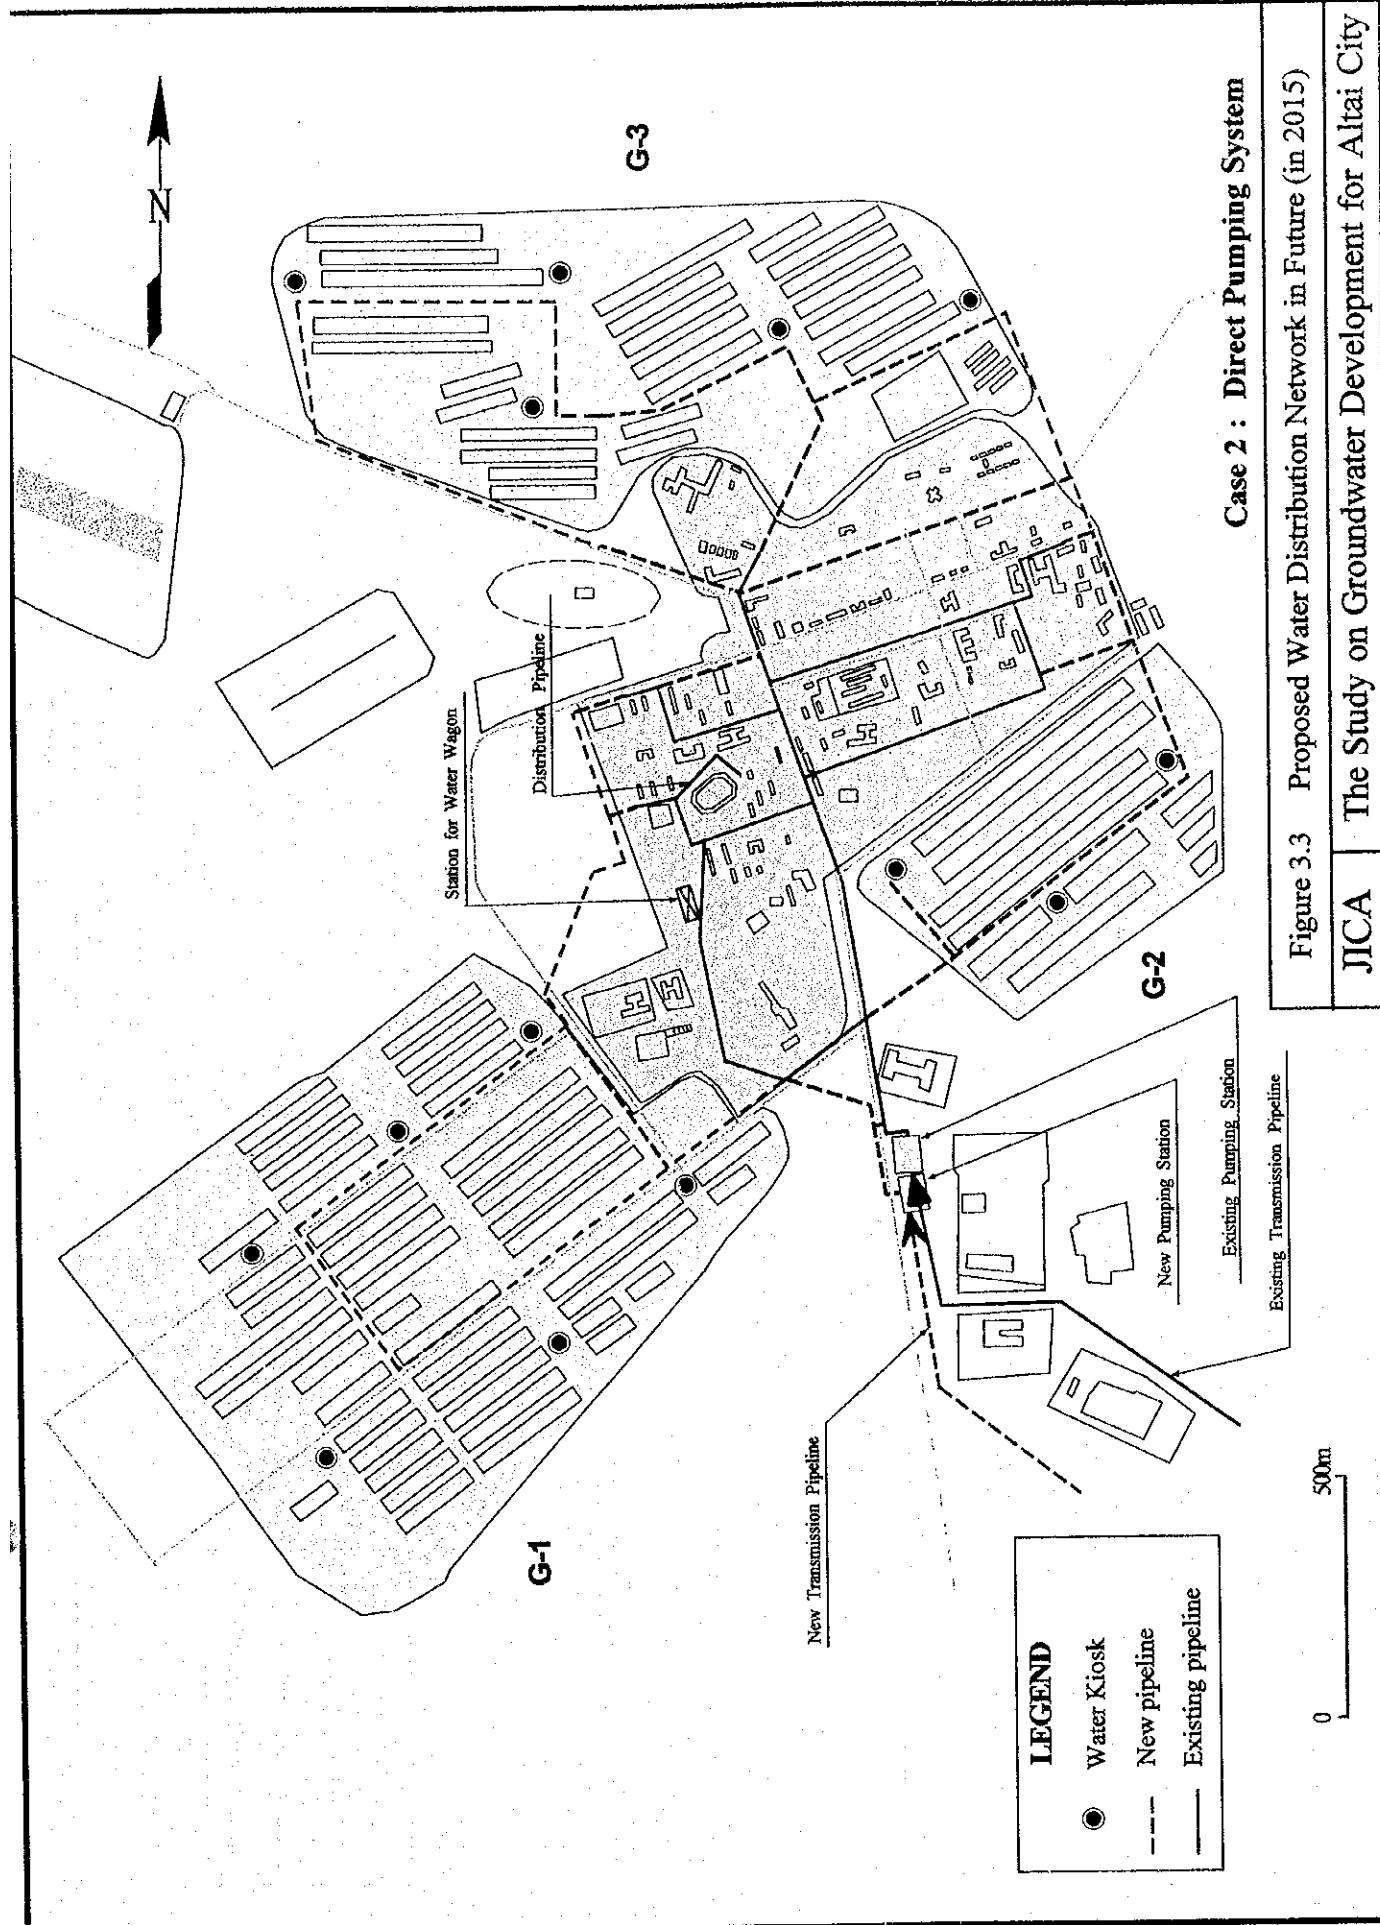 N
G-3
G-1
G-2
Station for Water Wagon
Distribution Pipeline
New Transmission Pipeline
New Pumping Station
Existing Pumping Station
Existing Transmission Pipeline
LEGEND
Water Kiosk
New pipeline
Existing pipeline
0 500m
Case 2 : Direct Pumping System
Figure 3.3 Proposed Water Distribution Network in Future (in 2015)
JICA The Study on Groundwater Development for Altai City